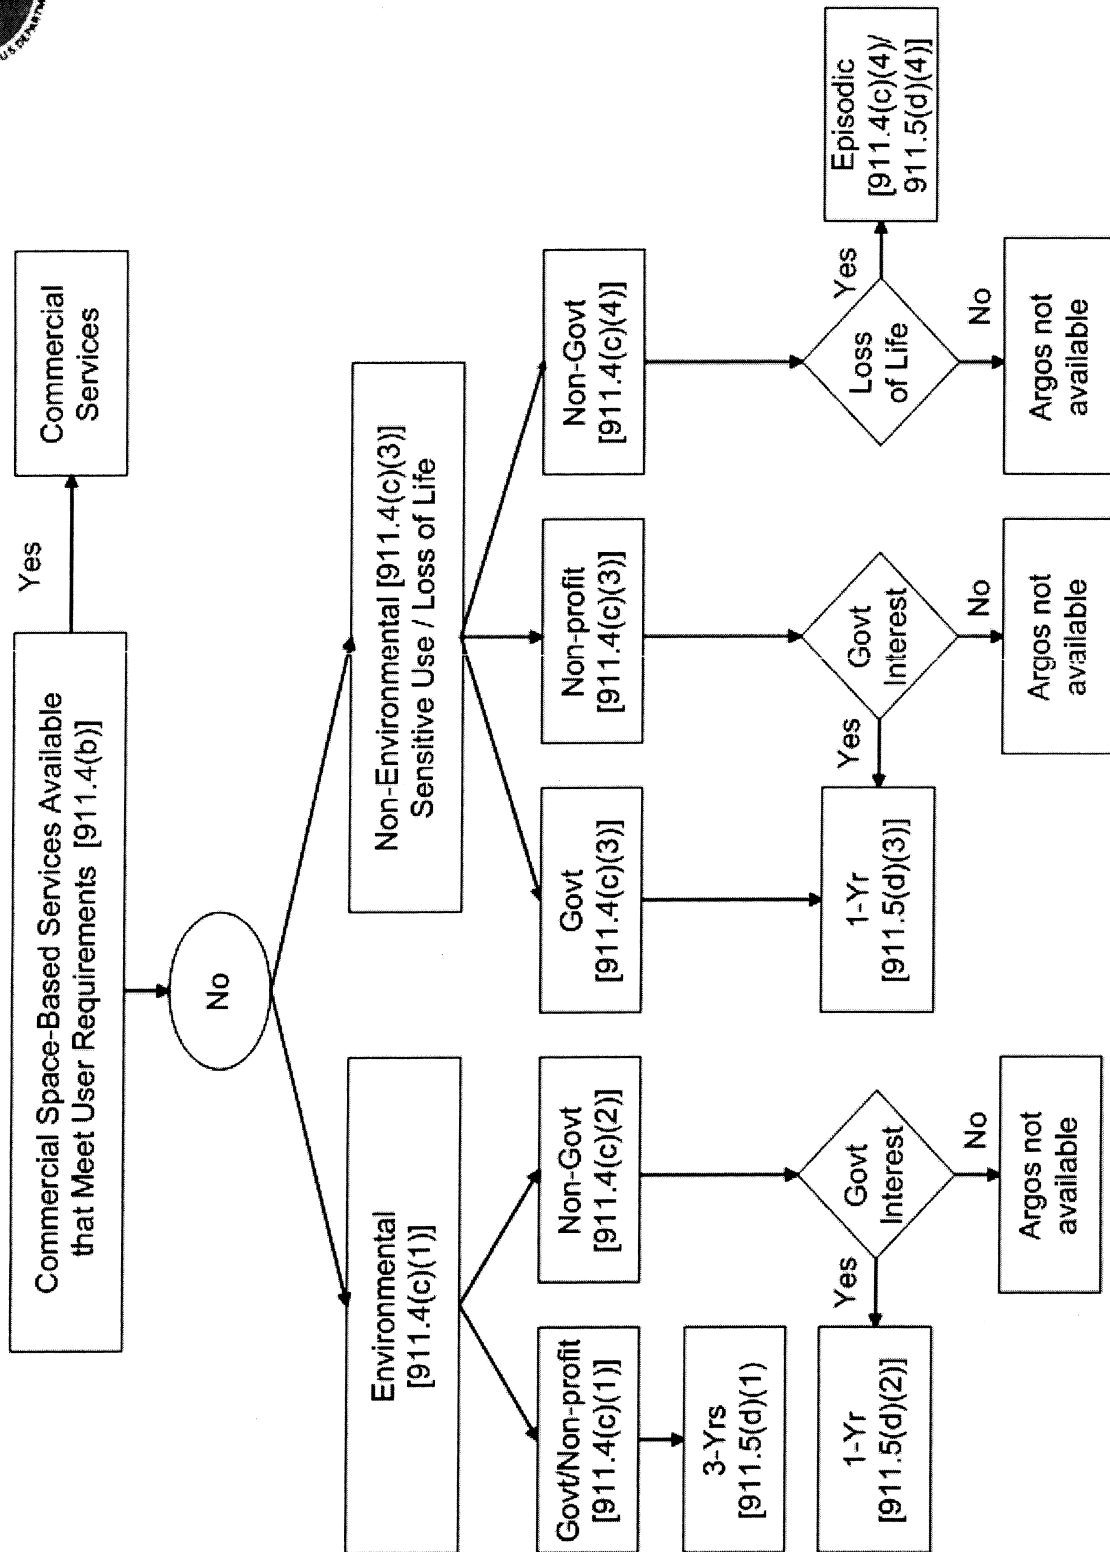 U.S. DEPARTM
Commercial Space-Based Services Available
that Meet User Requirements [911.4(b)]
Yes
Commercial
Services
No
Environmental
[911.4(c)(1)]
Non-Environmental [911.4(c)(3)]
Sensitive Use / Loss of Life
Govt/Non-profit
[911.4(c)(1)]
Non-Govt
[911.4(c)(2)]
Govt
[911.4(c)(3)]
Non-profit
[911.4(c)(3)]
Non-Govt
[911.4(c)(4)]
3-Yrs
[911.5(d)(1)
1-Yr
[911.5(d)(2)]
Yes
Govt
Interest
No
Argos not
available
1-Yr
[911.5(d)(3)]
Yes
Govt
Interest
No
Argos not
available
Loss
of Life
Yes
Episodic
[911.4(c)(4)/
911.5(d)(4)]
No
Argos not
available